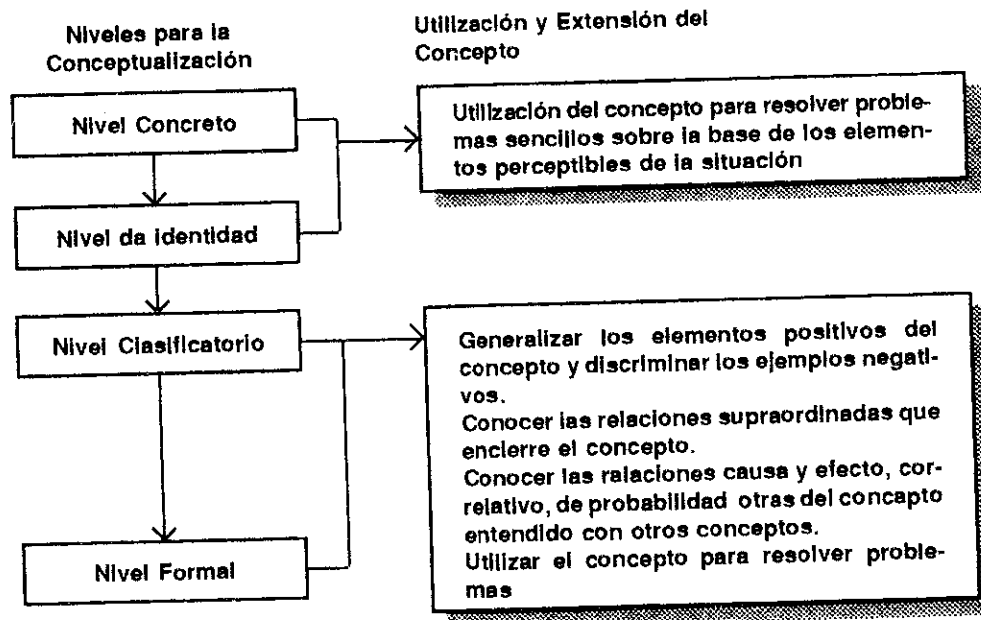 Niveles para la
Conceptualización
Utilización y Extensión del
Concepto
Nivel Concreto
Utilización del concepto para resolver proble-
mas sencillos sobre la base de los elemen-
tos perceptibles de la situación
Nivel da identidad
Nivel Clasificatorio
Generalizar los elementos positivos del
concepto y discriminar los ejemplos negati-
vos.
Conocer las relaciones supraordinadas que
encierre el concepto.
Conocer las ralaciones causa y efecto, cor-
relativo, de probabilidad otras del concapto
entendido con otros conceptos.
Utilizar el concepto para resolver proble-
mas
Nivel Formal